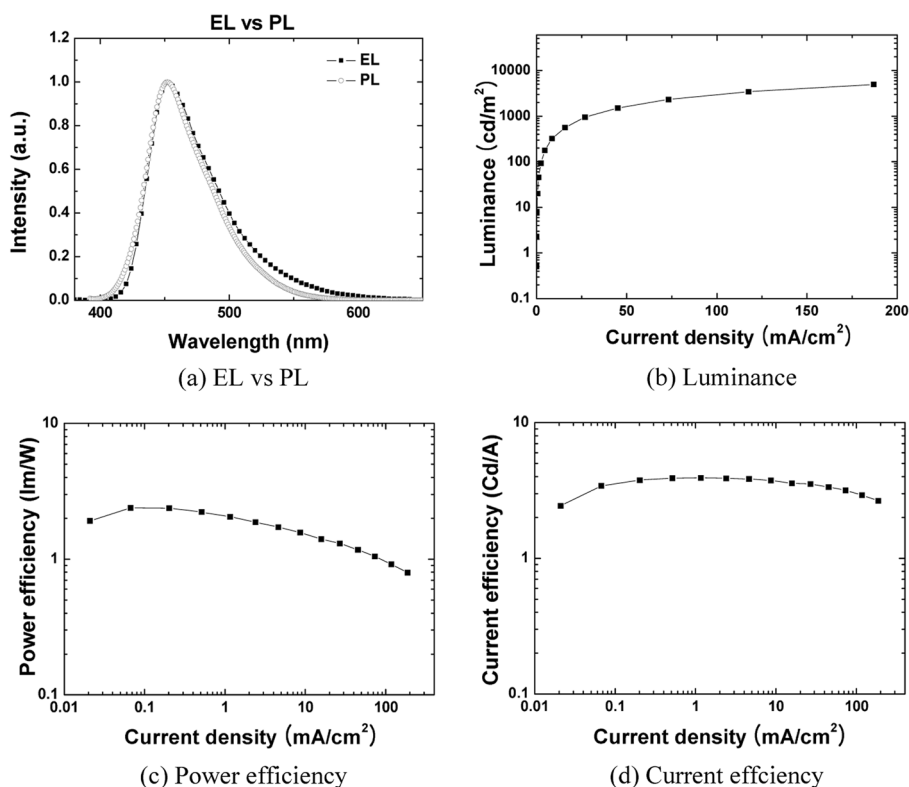 EL vs PL
1.2
1.0
0.8
0.6
0.4
0.2
0.0
400 500 600
Intensity (a.u.)
Wavelength (nm)
EL
PL
(a) EL vs PL
10000
1000
100
10
1
0.1
0 50 100 150 200
Luminance (cd/m²)
Current density (mA/cm²)
(b) Luminance
10
1
0.1
0.01 0.1 1 10 100
Power efficiency (lm/W)
Current density (mA/cm²)
(c) Power efficiency
10
1
0.1
0.01 0.1 1 10 100
Current efficiency (Cd/A)
Current density (mA/cm²)
(d) Current effciency